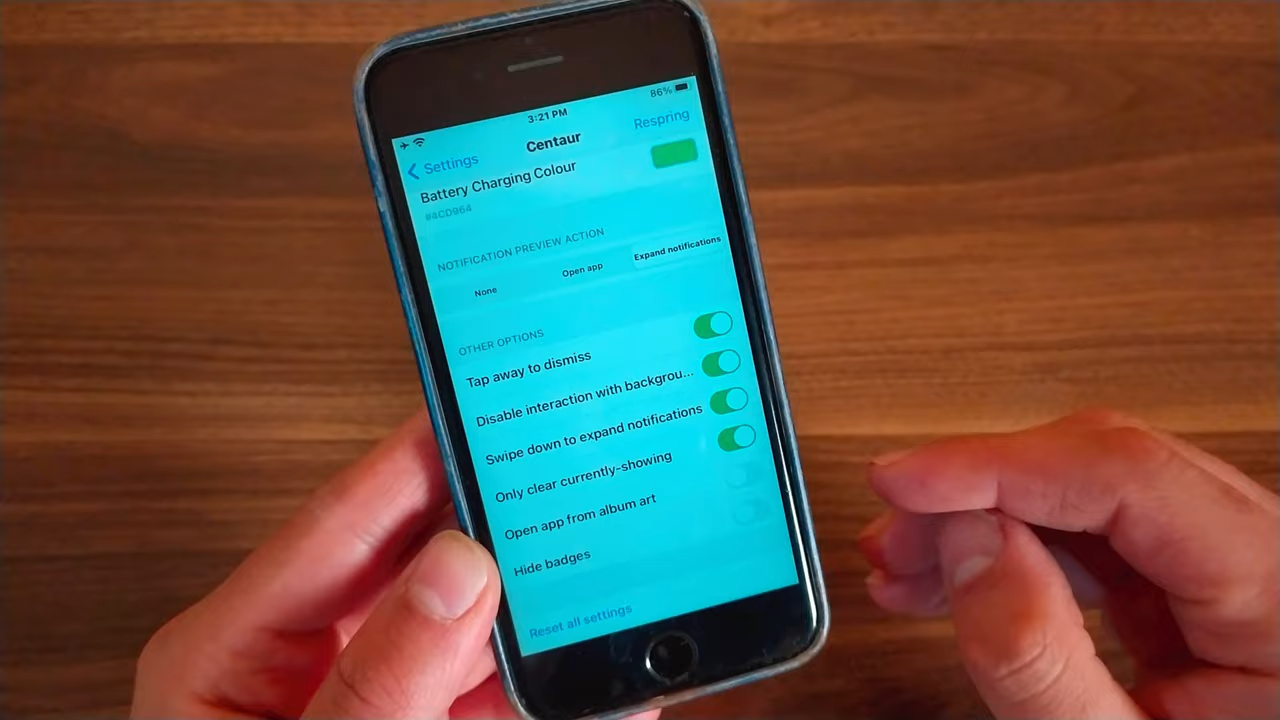 3:21 PM
86%
Settings
Centaur
Respring
Battery Charging Colour
#4CD964
NOTIFICATION PREVIEW ACTION
None
Open app
Expand notifications
OTHER OPTIONS
Tap away to dismiss
Disable interaction with backgrou...
Swipe down to expand notifications
Only clear currently-showing
Open app from album art
Hide badges
Reset all settings